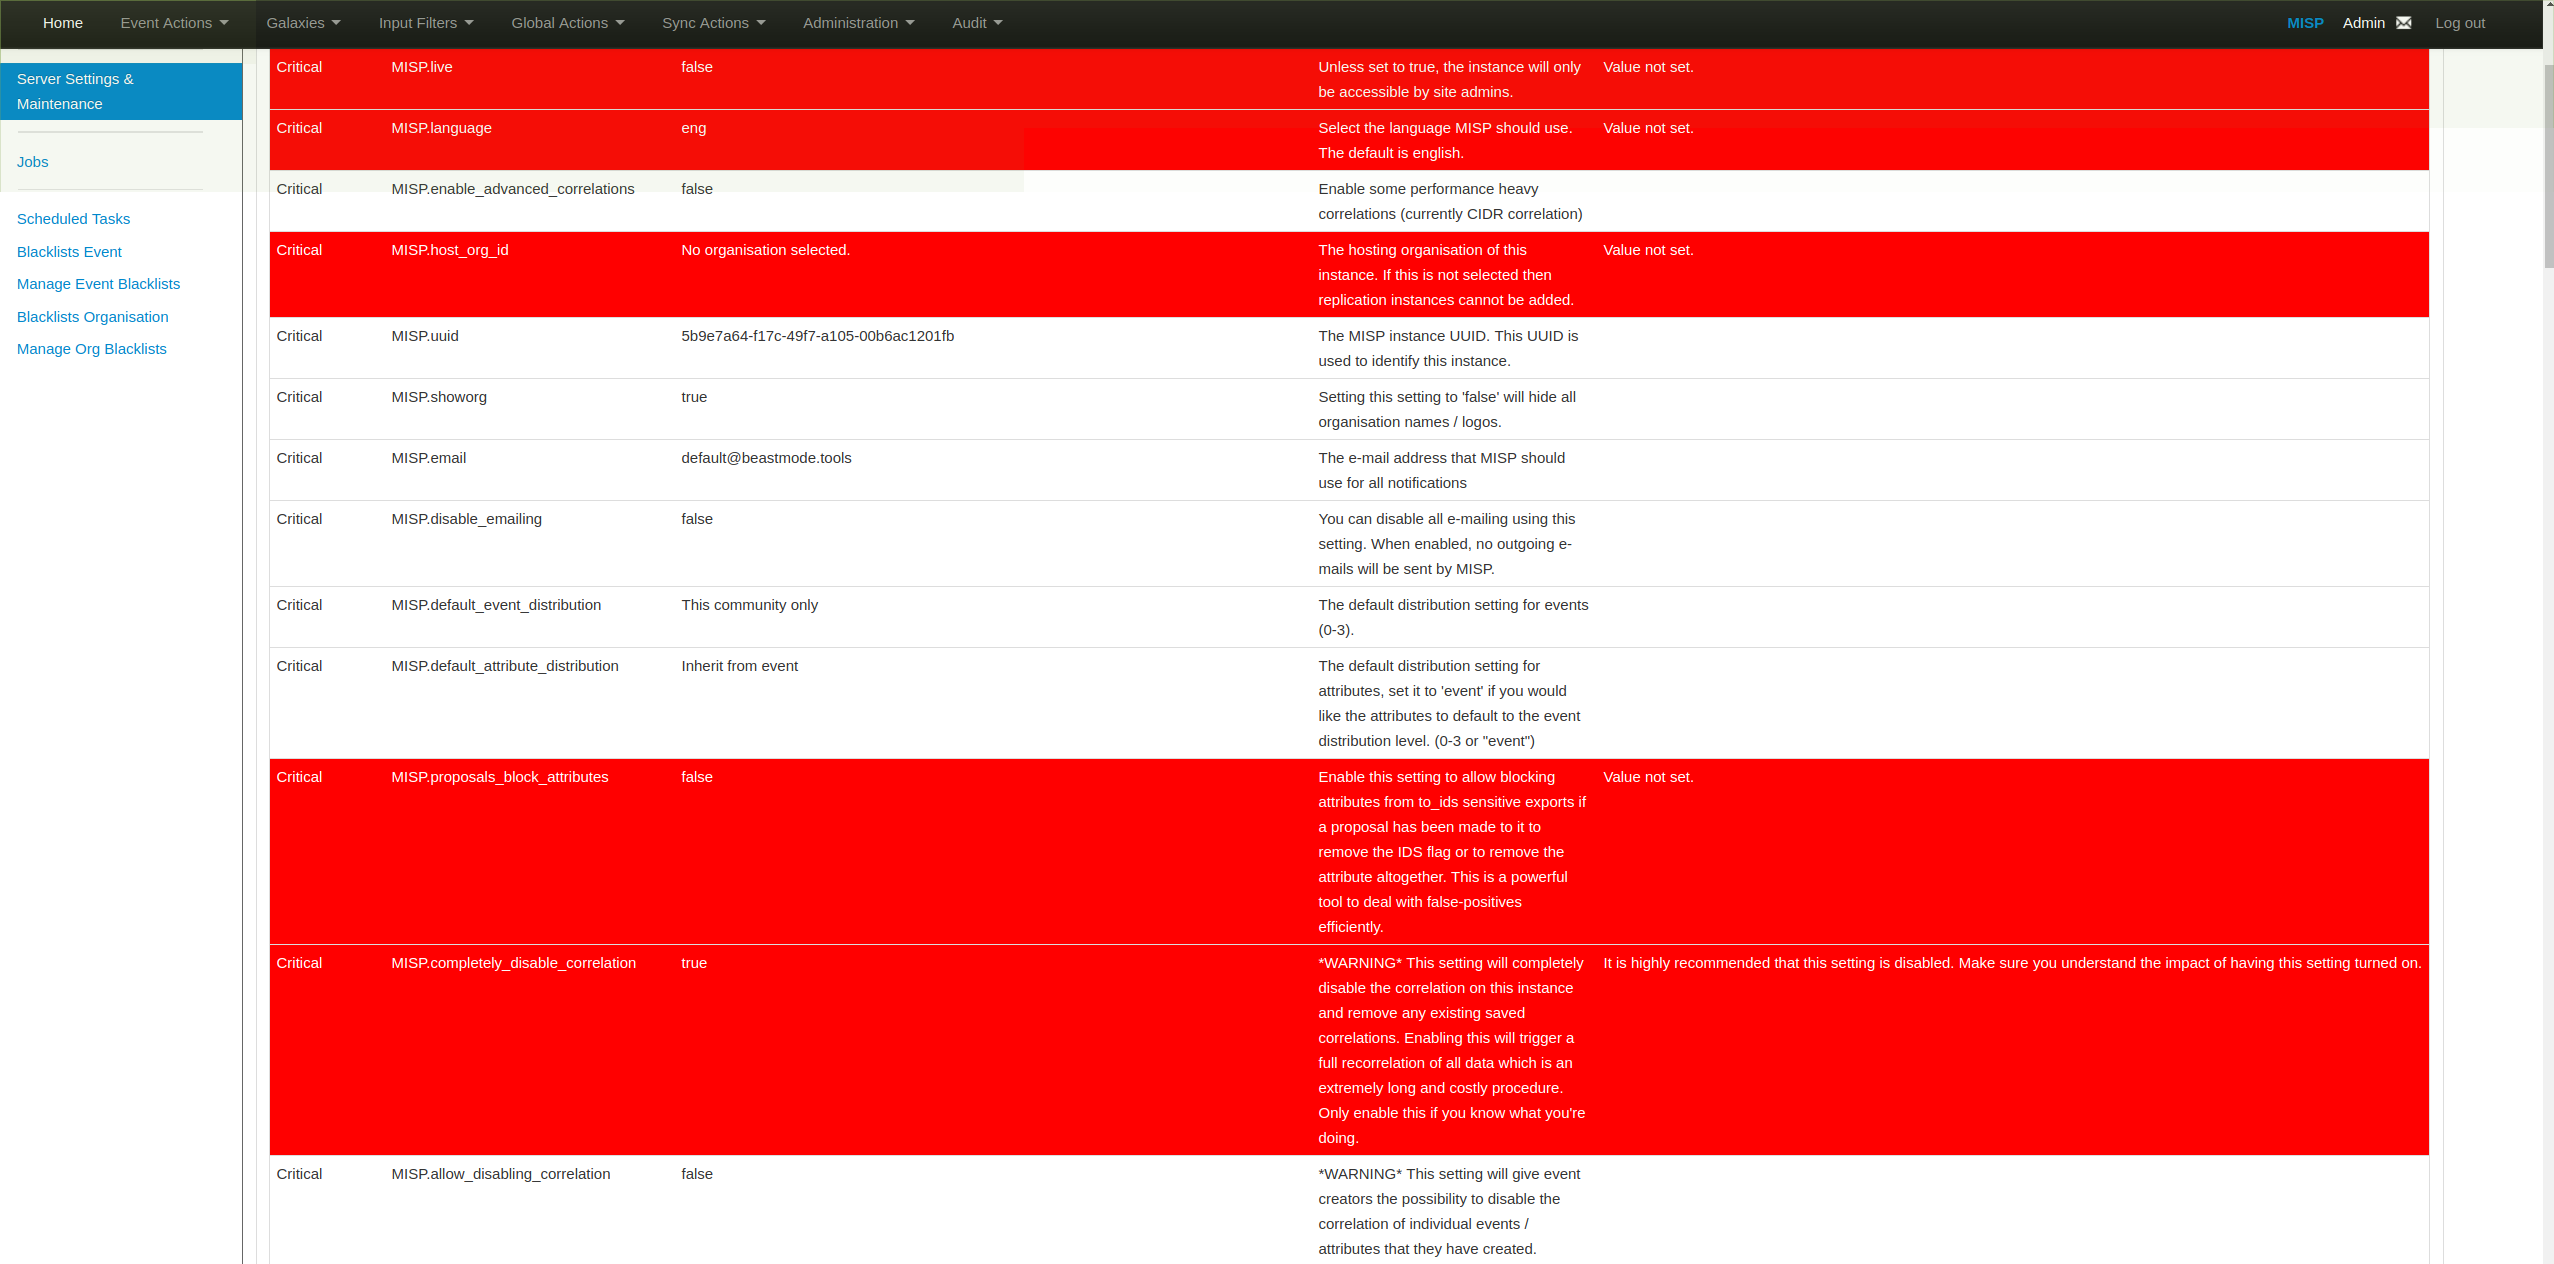 Home Event Actions Galaxies Input Filters Global Actions Sync Actions Administration Audit MISP Admin Log out
Server Settings &
Maintenance
Jobs
Scheduled Tasks
Blacklists Event
Manage Event Blacklists
Blacklists Organisation
Manage Org Blacklists
Critical MISP.live false Unless set to true, the instance will only Value not set.
be accessible by site admins.
Critical MISP.language eng Select the language MISP should use. Value not set.
The default is english.
Critical MISP.enable_advanced_correlations false Enable some performance heavy
correlations (currently CIDR correlation)
Critical MISP.host_org_id No organisation selected. The hosting organisation of this Value not set.
instance. If this is not selected then
replication instances cannot be added.
Critical MISP.uuid 5b9e7a64-f17c-49f7-a105-00b6ac1201fb The MISP instance UUID. This UUID is
used to identify this instance.
Critical MISP.showorg true Setting this setting to 'false' will hide all
organisation names / logos.
Critical MISP.email default@beastmode.tools The e-mail address that MISP should
use for all notifications
Critical MISP.disable_emailing false You can disable all e-mailing using this
setting. When enabled, no outgoing e-
mails will be sent by MISP.
Critical MISP.default_event_distribution This community only The default distribution setting for events
(0-3).
Critical MISP.default_attribute_distribution Inherit from event The default distribution setting for
attributes, set it to 'event' if you would
like the attributes to default to the event
distribution level. (0-3 or "event")
Critical MISP.proposals_block_attributes false Enable this setting to allow blocking Value not set.
attributes from to_ids sensitive exports if
a proposal has been made to it to
remove the IDS flag or to remove the
attribute altogether. This is a powerful
tool to deal with false-positives
efficiently.
Critical MISP.completely_disable_correlation true *WARNING* This setting will completely It is highly recommended that this setting is disabled. Make sure you understand the impact of having this setting turned on.
disable the correlation on this instance
and remove any existing saved
correlations. Enabling this will trigger a
full recorrelation of all data which is an
extremely long and costly procedure.
Only enable this if you know what you're
doing.
Critical MISP.allow_disabling_correlation false *WARNING* This setting will give event
creators the possibility to disable the
correlation of individual events /
attributes that they have created.